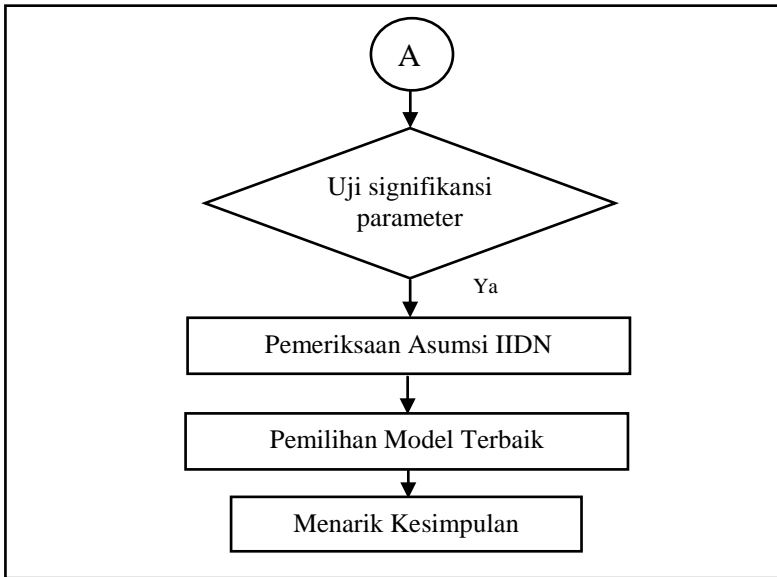 A
Uji signifikansi
parameter
Ya
Pemeriksaan Asumsi IIDN
Pemilihan Model Terbaik
Menarik Kesimpulan